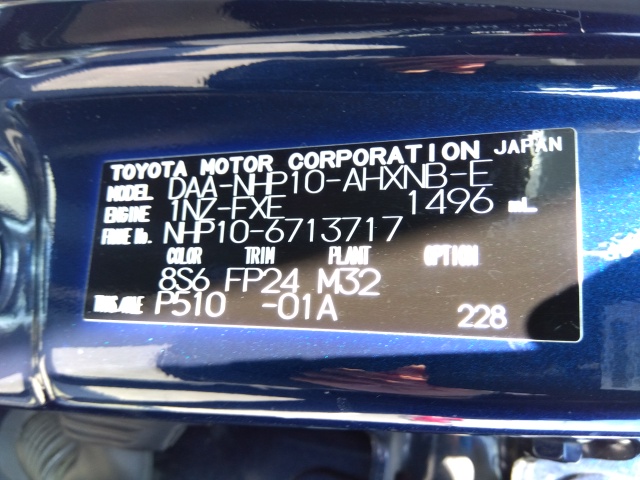 TOYOTA MOTOR CORPORATION JAPAN
MODEL DAA-NHP10-AHXNB-E
ENGINE 1NZ-FXE 1496 mL
FRAME No. NHP10-6713717
COLOR TRIM PLANT OPTION
8S6 FP24 M32
TRANS./AXLE P510 -01A 228